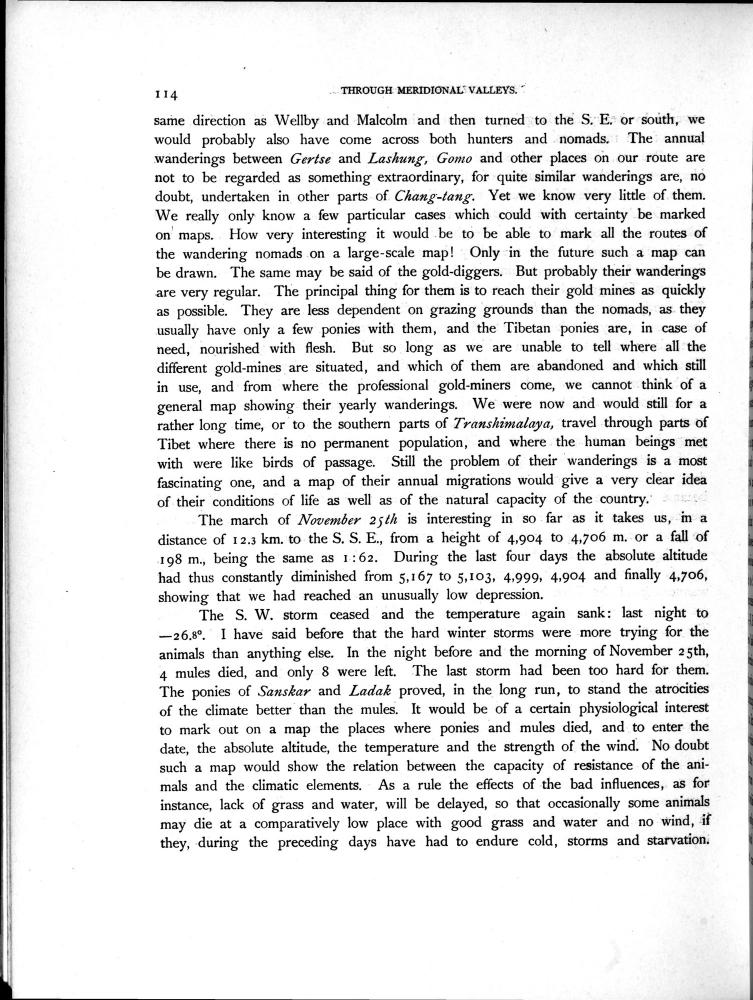 114
THROUGH MERIDIONAL VALLEYS.
same direction as Wellby and Malcolm and then turned to the S. E. or south, we
would probably also have come across both hunters and nomads. The annual
wanderings between Gertse and Lashung, Gomo and other places on our route are
not to be regarded as something extraordinary, for quite similar wanderings are, no
doubt, undertaken in other parts of Chang-tang. Yet we know very little of them.
We really only know a few particular cases which could with certainty be marked
on maps. How very interesting it would be to be able to mark all the routes of
the wandering nomads on a large-scale map! Only in the future such a map can
be drawn. The same may be said of the gold-diggers. But probably their wanderings
are very regular. The principal thing for them is to reach their gold mines as quickly
as possible. They are less dependent on grazing grounds than the nomads, as they
usually have only a few ponies with them, and the Tibetan ponies are, in case of
need, nourished with flesh. But so long as we are unable to tell where all the
different gold-mines are situated, and which of them are abandoned and which still
in use, and from where the professional gold-miners come, we cannot think of a
general map showing their yearly wanderings. We were now and would still for a
rather long time, or to the southern parts of Transhimalaya, travel through parts of
Tibet where there is no permanent population, and where the human beings met
with were like birds of passage. Still the problem of their wanderings is a most
fascinating one, and a map of their annual migrations would give a very clear idea
of their conditions of life as well as of the natural capacity of the country.
The march of November 25th is interesting in so far as it takes us, in a
distance of 12.3 km. to the S. S. E., from a height of 4,904 to 4,706 m. or a fall of
198 m., being the same as 1:62. During the last four days the absolute altitude
had thus constantly diminished from 5,167 to 5,103, 4,999, 4,904 and finally 4,706,
showing that we had reached an unusually low depression.
The S. W. storm ceased and the temperature again sank: last night to
—26.8°. I have said before that the hard winter storms were more trying for the
animals than anything else. In the night before and the morning of November 25th,
4 mules died, and only 8 were left. The last storm had been too hard for them.
The ponies of Sanskar and Ladak proved, in the long run, to stand the atrocities
of the climate better than the mules. It would be of a certain physiological interest
to mark out on a map the places where ponies and mules died, and to enter the
date, the absolute altitude, the temperature and the strength of the wind. No doubt
such a map would show the relation between the capacity of resistance of the ani-
mals and the climatic elements. As a rule the effects of the bad influences, as for
instance, lack of grass and water, will be delayed, so that occasionally some animals
may die at a comparatively low place with good grass and water and no wind, if
they, during the preceding days have had to endure cold, storms and starvation.